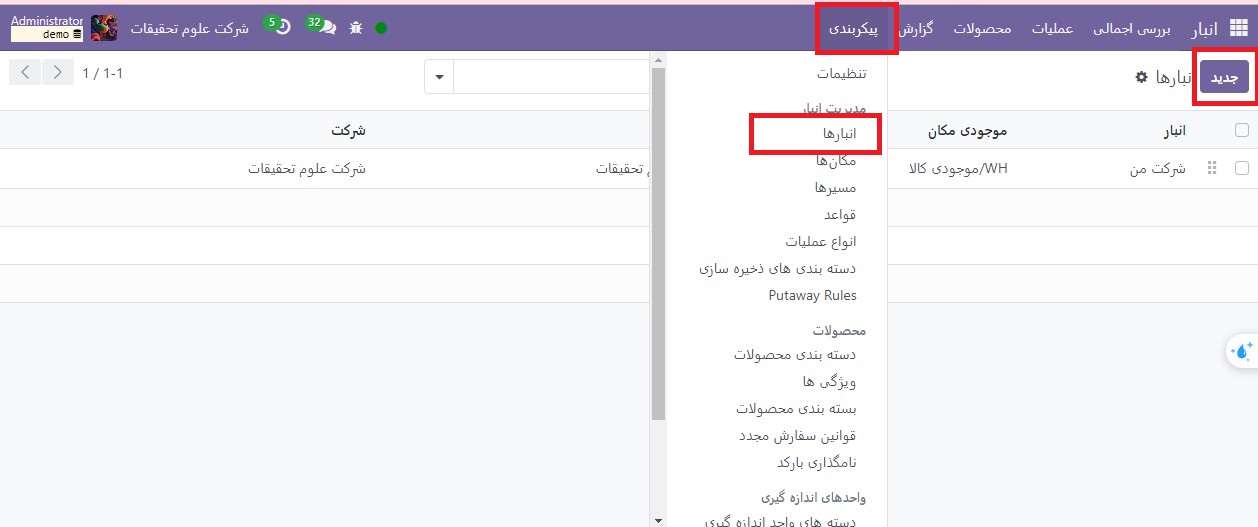 انبار
بررسی اجمالی
عملیات
محصولات
گزارش
پیکربندی
32
5
شرکت علوم تحقیقات
Administrator
demo
جدید
1 / 1-1
انبار
موجودی مکان
شرکت
شرکت من
WH/موجودی کالا
تحقیقات
شرکت علوم تحقیقات
تنظیمات
مدیریت انبار
انبارها
مکان‌ها
مسیرها
قواعد
انواع عملیات
دسته بندی های ذخیره سازی
Putaway Rules
محصولات
دسته بندی محصولات
ویژگی ها
بسته بندی محصولات
قوانین سفارش مجدد
نامگذاری بارکد
واحدهای اندازه گیری
دسته های واحد اندازه گیری